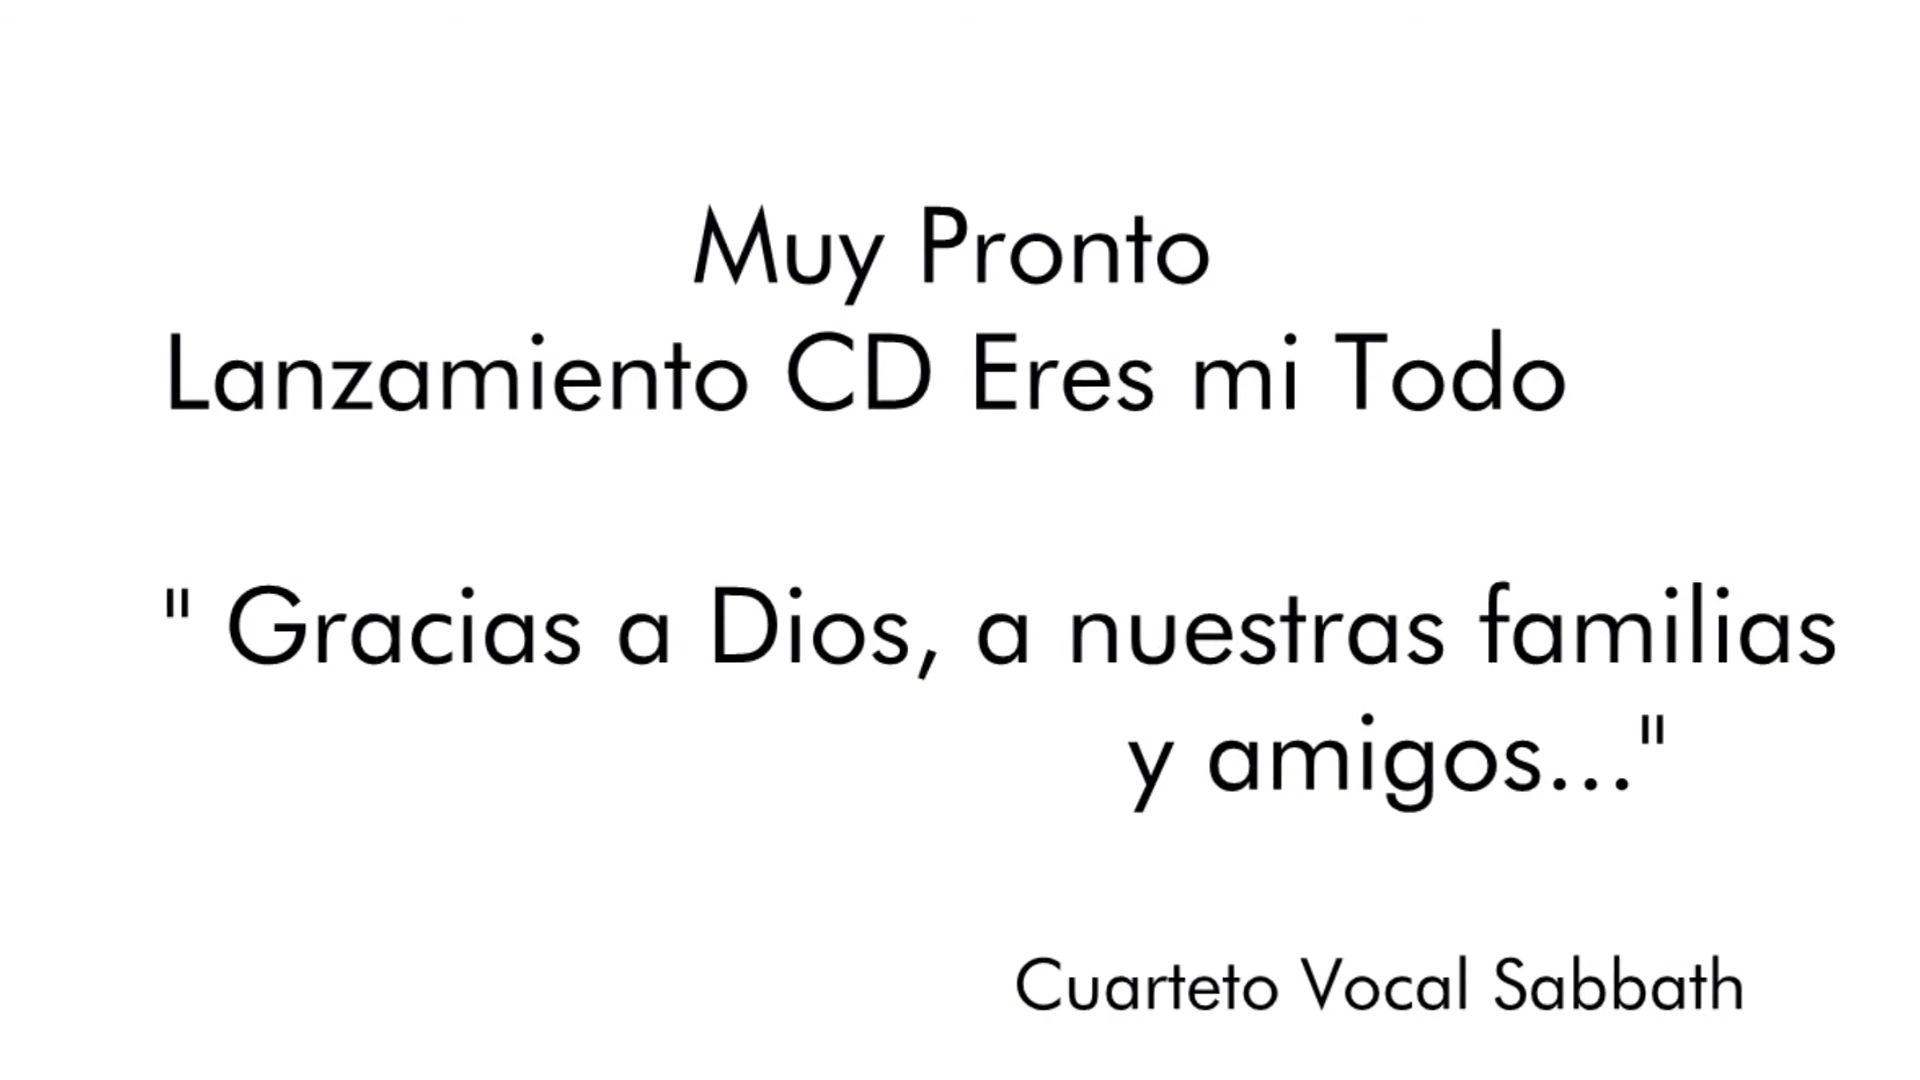 Muy Pronto
Lanzamiento CD Eres mi Todo
" Gracias a Dios, a nuestras familias
y amigos..."
Cuarteto Vocal Sabbath